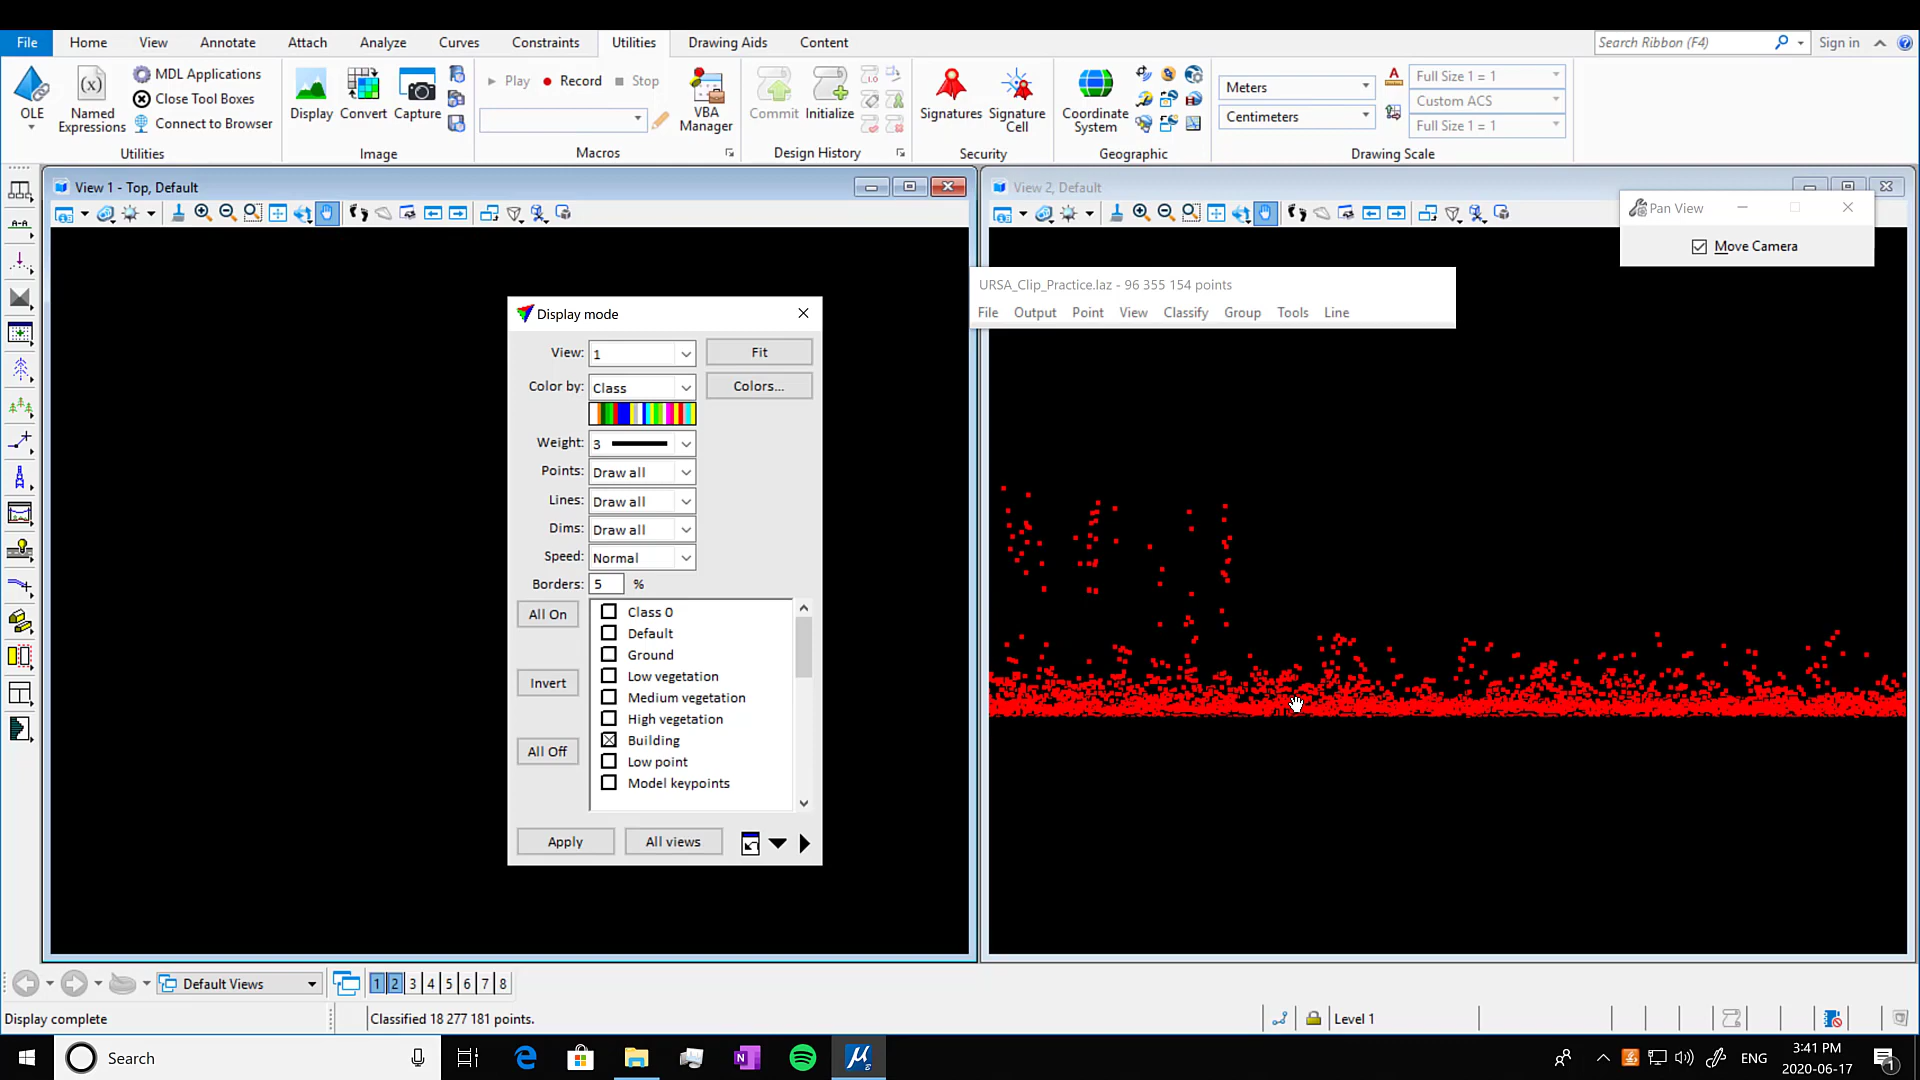 File Home View Annotate Attach Analyze Curves Constraints Utilities Drawing Aids Content Search Ribbon (F4) Sign in
OLE
Named Expressions
MDL Applications
Close Tool Boxes
Connect to Browser
Utilities
Display Convert Capture
Image
Play Record Stop
VBA Manager
Macros
Commit Initialize
Design History
Signatures Signature Cell
Security
Coordinate System
Geographic
Meters
Centimeters
Full Size 1 = 1
Custom ACS
Full Size 1 = 1
Drawing Scale
View 1 - Top, Default
View 2, Default
Pan View
Move Camera
URSA_Clip_Practice.laz - 96 355 154 points
File Output Point View Classify Group Tools Line
Display mode
View: 1 Fit
Color by: Class Colors...
Weight: 3
Points: Draw all
Lines: Draw all
Dims: Draw all
Speed: Normal
Borders: 5 %
All On
Invert
All Off
Class 0
Default
Ground
Low vegetation
Medium vegetation
High vegetation
Building
Low point
Model keypoints
Apply All views
Default Views 1 2 3 4 5 6 7 8
Display complete Classified 18 277 181 points. Level 1
Search
ENG
3:41 PM
2020-06-17
1